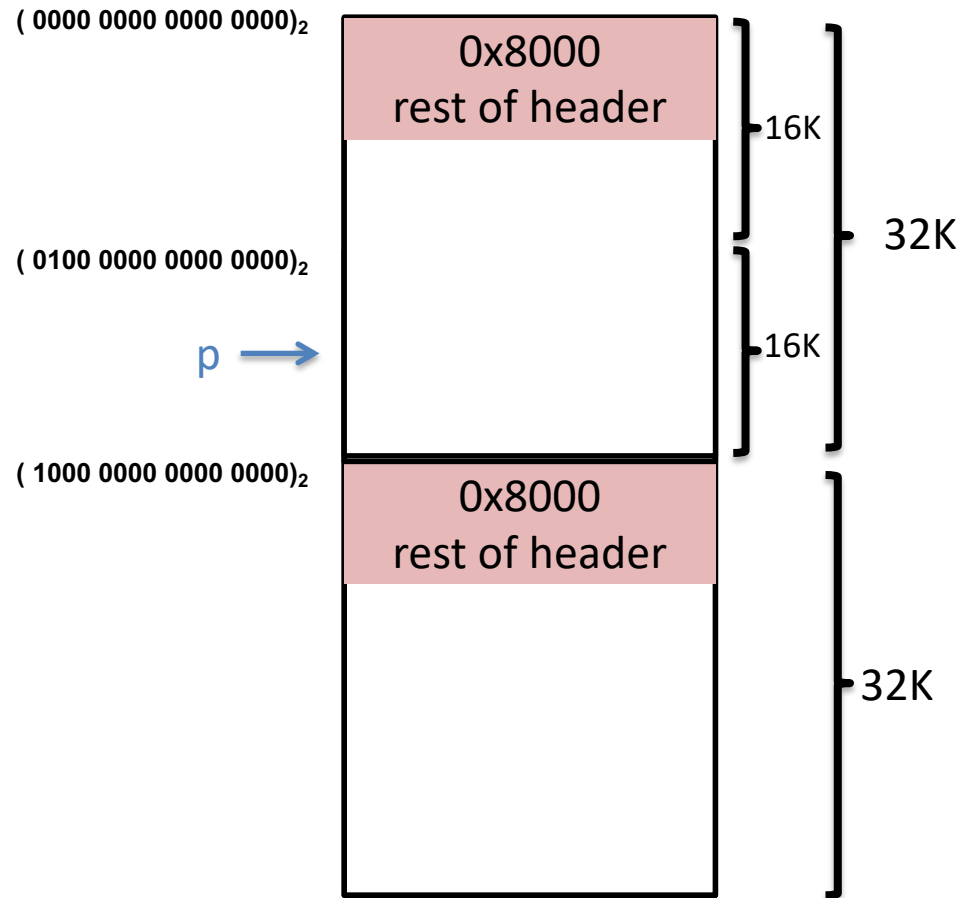 ( 0000 0000 0000 0000)₂
0x8000
rest of header
16K
32K
( 0100 0000 0000 0000)₂
p
16K
( 1000 0000 0000 0000)₂
0x8000
rest of header
32K